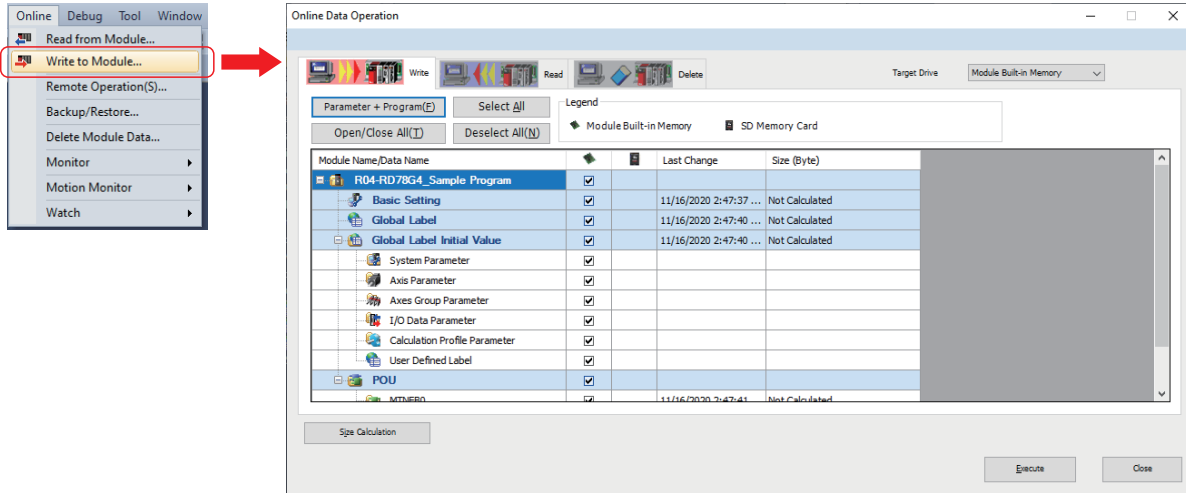 Online Debug Tool Window
Read from Module...
Write to Module...
Remote Operation(S)...
Backup/Restore...
Delete Module Data...
Monitor
Motion Monitor
Watch
Online Data Operation
Write
Read
Delete
Target Drive
Module Built-in Memory
Parameter + Program(F)
Select All
Legend
Open/Close All(T)
Deselect All(N)
Module Built-in Memory
SD Memory Card
Module Name/Data Name Last Change Size (Byte)
R04-RD78G4_Sample Program
Basic Setting 11/16/2020 2:47:37 ... Not Calculated
Global Label 11/16/2020 2:47:40 ... Not Calculated
Global Label Initial Value 11/16/2020 2:47:40 ... Not Calculated
System Parameter
Axis Parameter
Axes Group Parameter
I/O Data Parameter
Calculation Profile Parameter
User Defined Label
POU
11/16/2020 2:47:41 Not Calculated
Size Calculation
Execute
Close